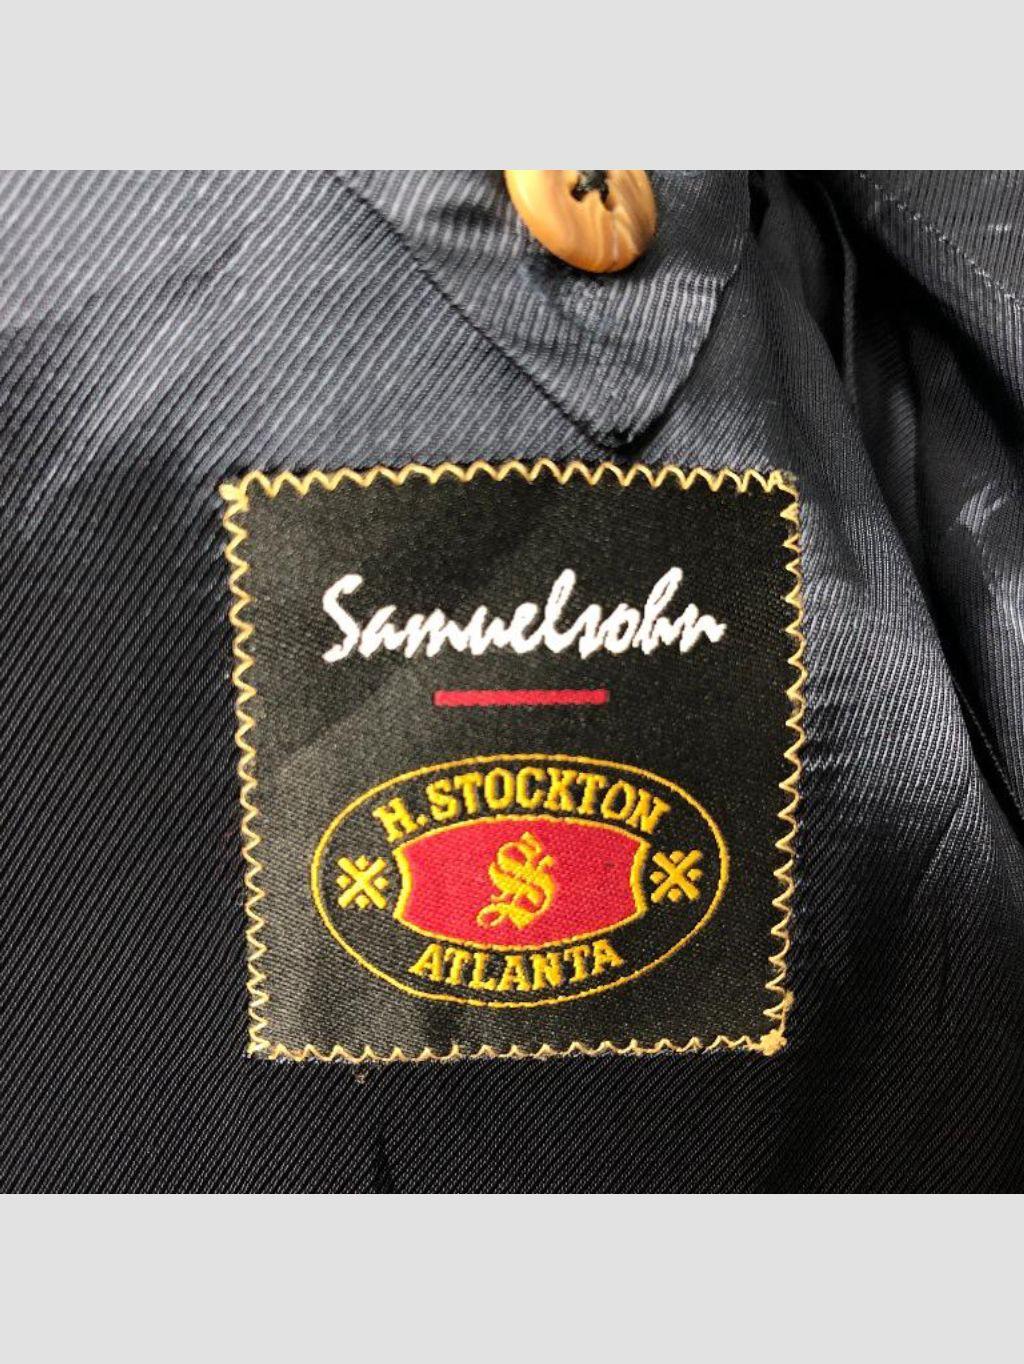 Samuelsohn
H. STOCKTON
S
ATLANTA